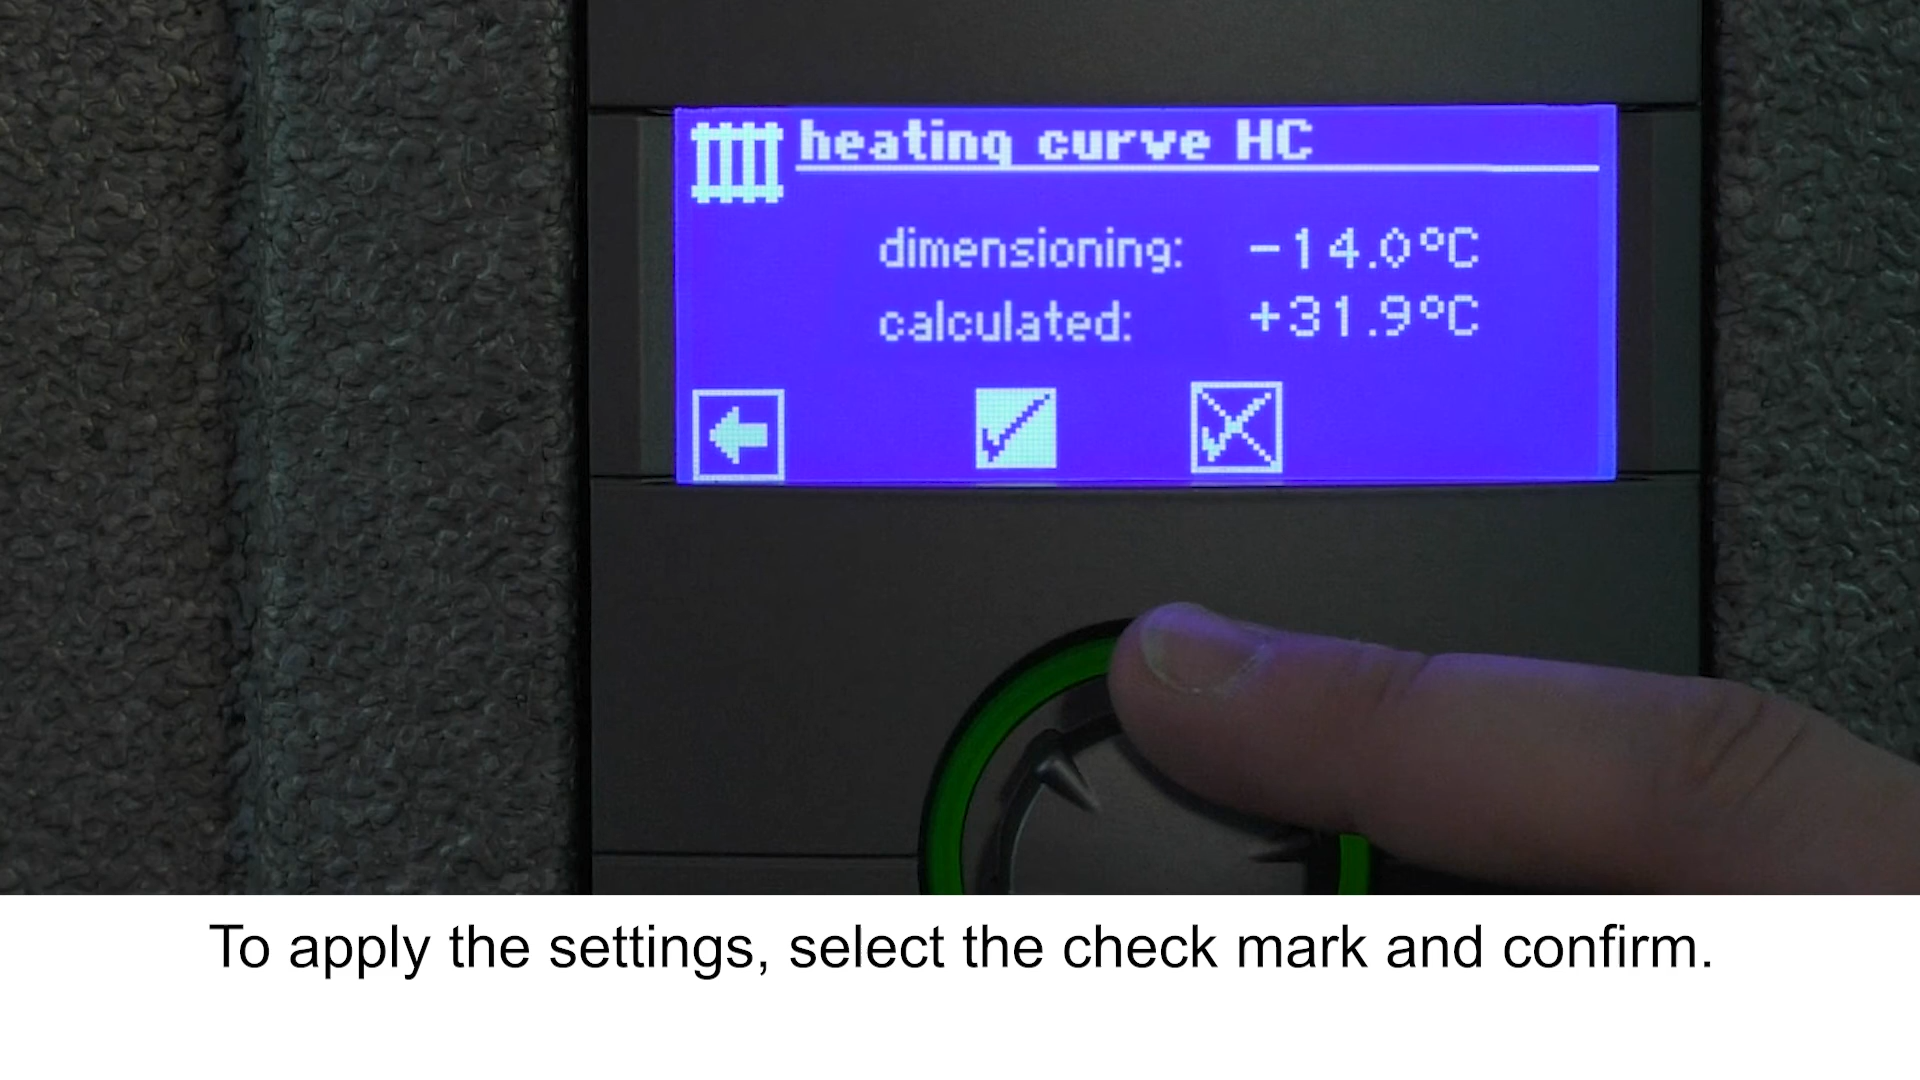 heating curve HC
dimensioning: -14.0°C
calculated: +31.9°C
To apply the settings, select the check mark and confirm.